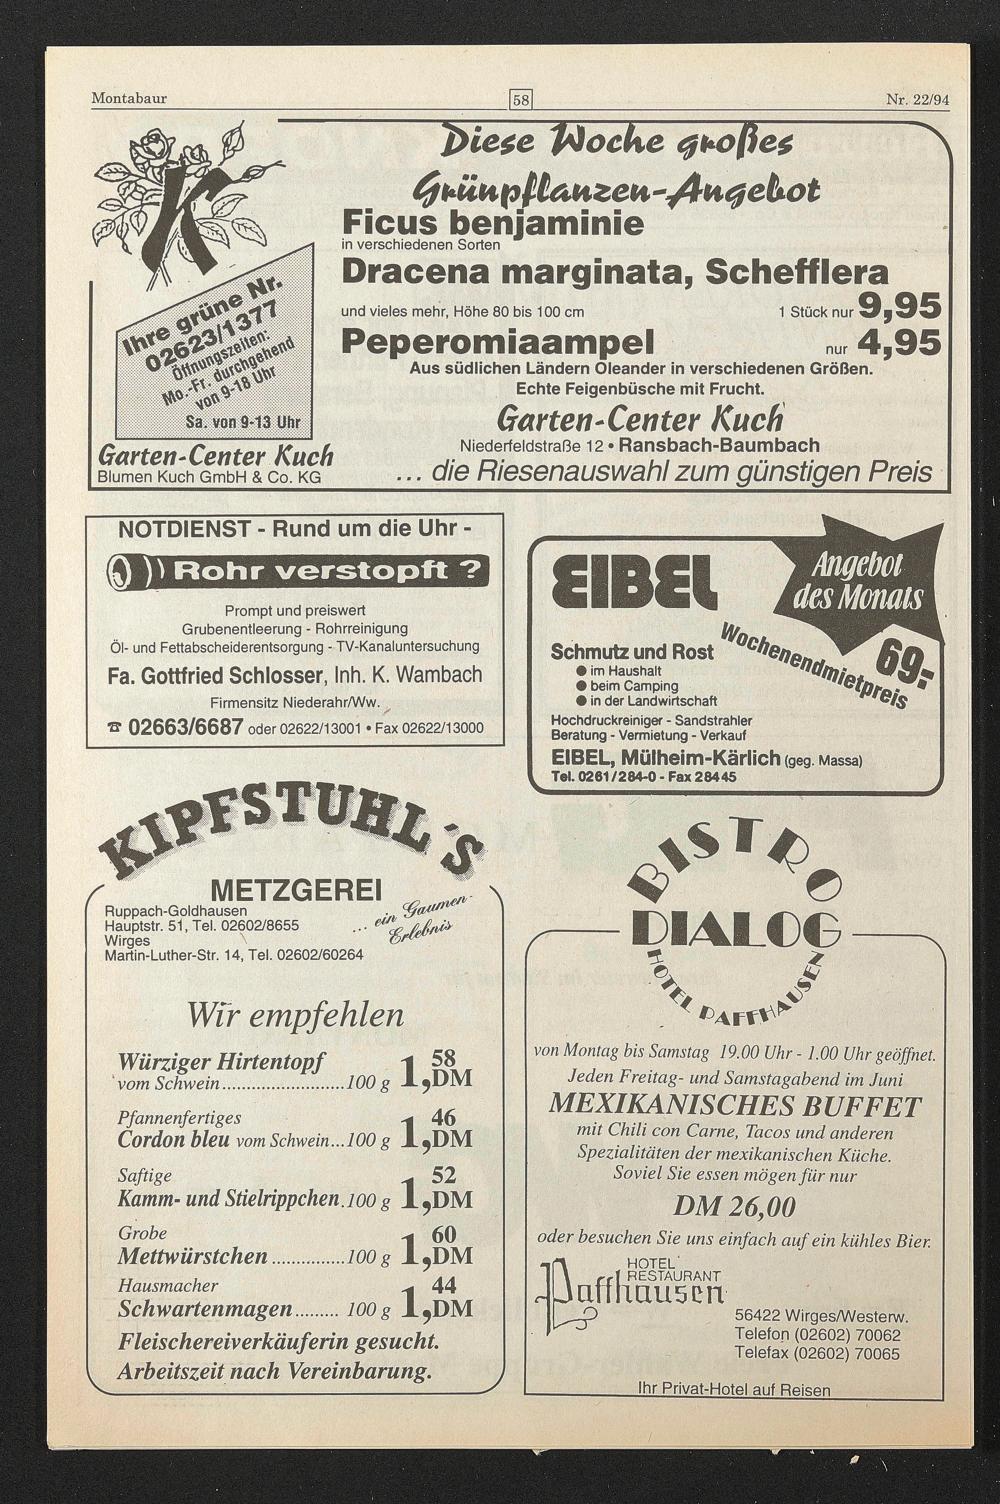 Montabaur
58
Nr. 22/94
K
Ihre grüne Nr.
02623/1377
Öffnungszeiten:
Mo.-Fr. durchgehend
von 9-18 Uhr
Sa. von 9-13 Uhr
Garten-Center Kuch
Blumen Kuch GmbH & Co. KG
Diese Woche großes
Grünpflanzen-Angebot
Ficus benjaminie
in verschiedenen Sorten
Dracena marginata, Schefflera
und vieles mehr, Höhe 80 bis 100 cm 1 Stück nur 9,95
Peperomiaampel nur 4,95
Aus südlichen Ländern Oleander in verschiedenen Größen.
Echte Feigenbüsche mit Frucht.
Garten-Center Kuch
Niederfeldstraße 12 • Ransbach-Baumbach
... die Riesenauswahl zum günstigen Preis
NOTDIENST - Rund um die Uhr -
Rohr verstopft ?
Prompt und preiswert
Grubenentleerung - Rohrreinigung
Öl- und Fettabscheiderentsorgung - TV-Kanaluntersuchung
Fa. Gottfried Schlosser, Inh. K. Wambach
Firmensitz Niederahr/Ww.
☎ 02663/6687 oder 02622/13001 • Fax 02622/13000
EIBEL
Angebot
des Monats
Wochenendmietpreis
69,-
Schmutz und Rost
● im Haushalt
● beim Camping
● in der Landwirtschaft
Hochdruckreiniger - Sandstrahler
Beratung - Vermietung - Verkauf
EIBEL, Mülheim-Kärlich (geg. Massa)
Tel. 0261/284-0 - Fax 28445
KIPFSTUHL´S
METZGEREI
Ruppach-Goldhausen
Hauptstr. 51, Tel. 02602/8655
Wirges
Martin-Luther-Str. 14, Tel. 02602/60264
... ein Gaumen-
Erlebnis
Wir empfehlen
Würziger Hirtentopf
vom Schwein...........................100 g 1,58 DM
Pfannenfertiges
Cordon bleu vom Schwein...100 g 1,46 DM
Saftige
Kamm- und Stielrippchen.100 g 1,52 DM
Grobe
Mettwürstchen ................100 g 1,60 DM
Hausmacher
Schwartenmagen.......... 100 g 1,44 DM
Fleischereiverkäuferin gesucht.
Arbeitszeit nach Vereinbarung.
BISTRO
DIALOG
HOTEL PAFFHAUSEN
von Montag bis Samstag 19.00 Uhr - 1.00 Uhr geöffnet.
Jeden Freitag- und Samstagabend im Juni
MEXIKANISCHES BUFFET
mit Chili con Carne, Tacos und anderen
Spezialitäten der mexikanischen Küche.
Soviel Sie essen mögen für nur
DM 26,00
oder besuchen Sie uns einfach auf ein kühles Bier.
HOTEL
RESTAURANT
Paffhausen
56422 Wirges/Westerw.
Telefon (02602) 70062
Telefax (02602) 70065
Ihr Privat-Hotel auf Reisen